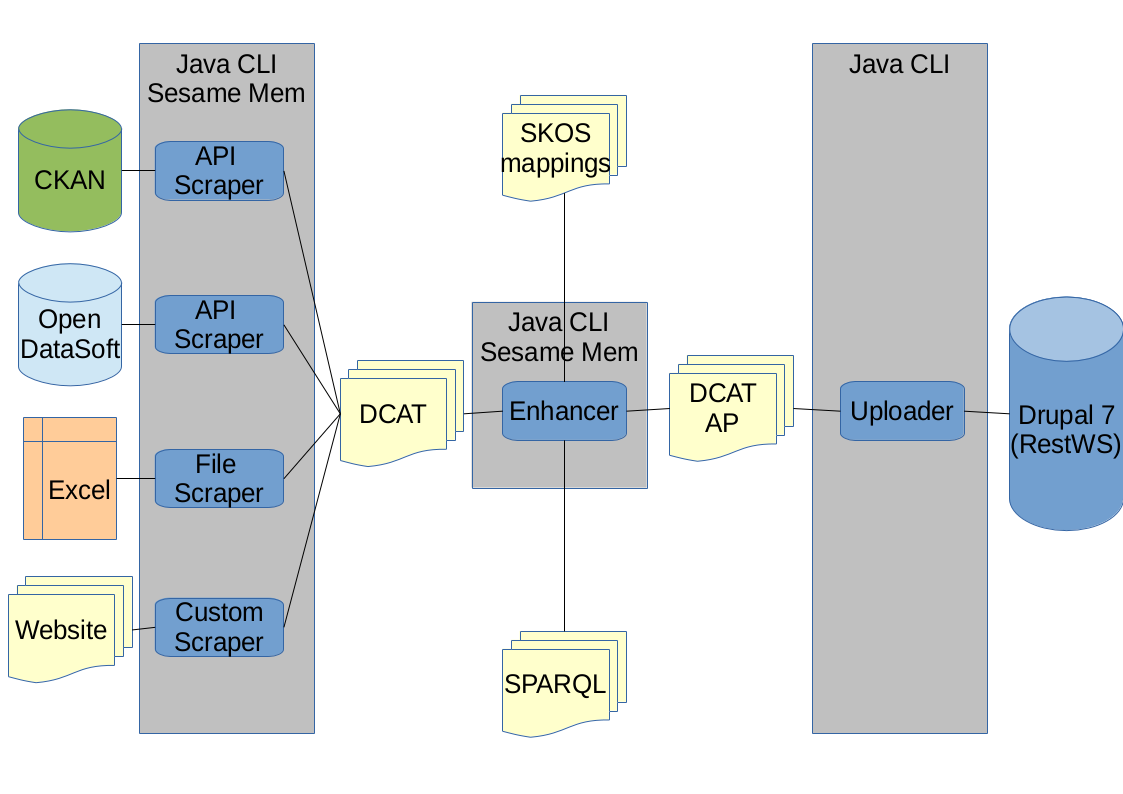 Java CLI
Sesame Mem
CKAN
API
Scraper
Open
DataSoft
API
Scraper
Excel
File
Scraper
Website
Custom
Scraper
DCAT
SKOS
mappings
Java CLI
Sesame Mem
Enhancer
SPARQL
DCAT
AP
Java CLI
Uploader
Drupal 7
(RestWS)